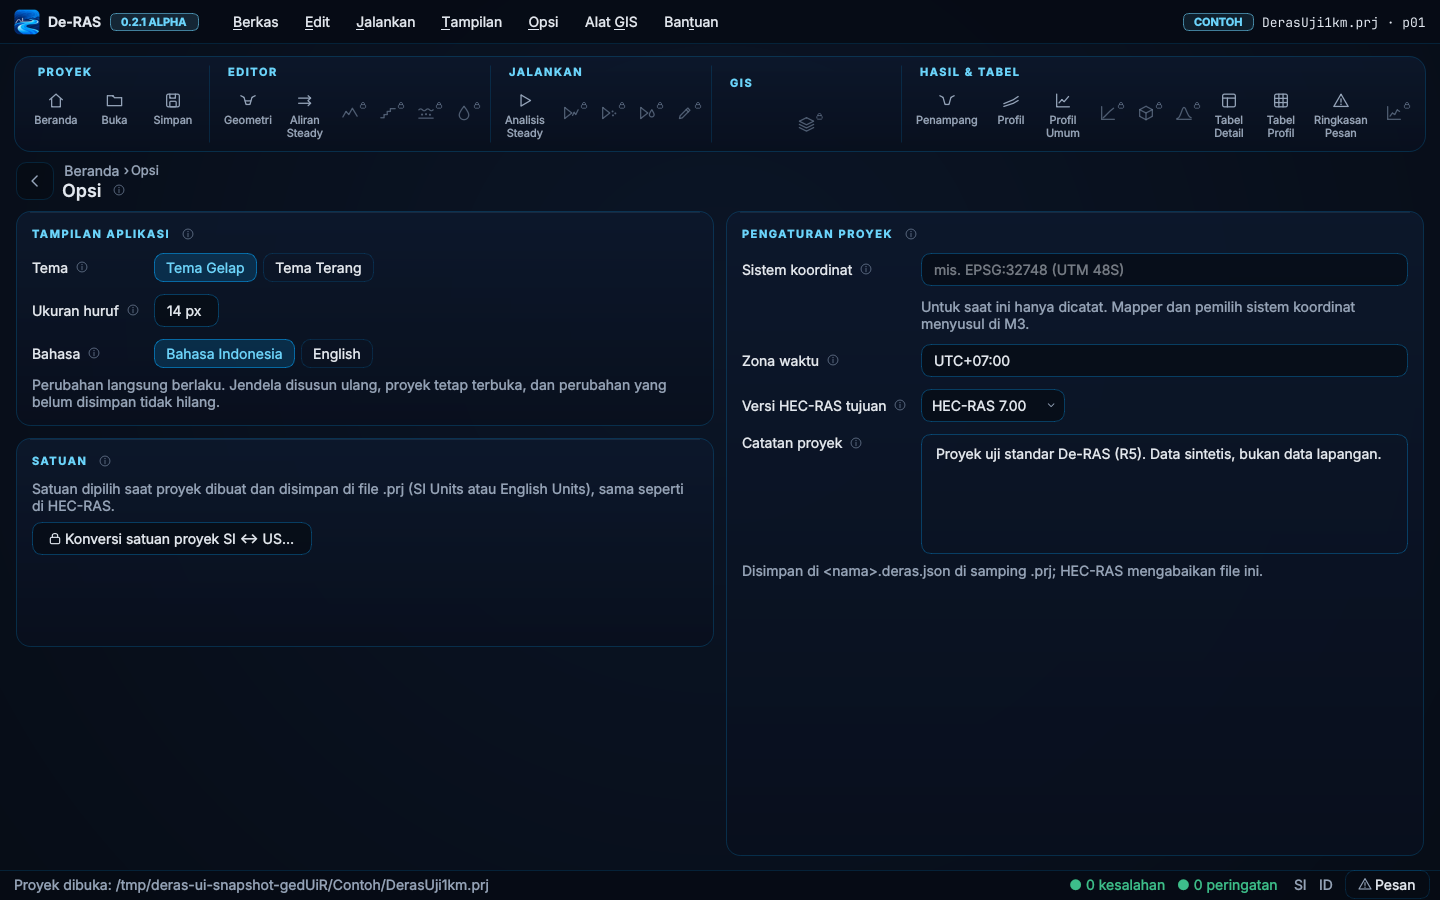 De-RAS 0.2.1 ALPHA Berkas Edit Jalankan Tampilan Opsi Alat GIS Bantuan CONTOH DerasUji1km.prj · p01
PROYEK
Beranda Buka Simpan
EDITOR
Geometri Aliran Steady
JALANKAN
Analisis Steady
GIS
HASIL & TABEL
Penampang Profil Profil Umum Tabel Detail Tabel Profil Ringkasan Pesan
Beranda › Opsi
Opsi
TAMPILAN APLIKASI
Tema Tema Gelap Tema Terang
Ukuran huruf 14 px
Bahasa Bahasa Indonesia English
Perubahan langsung berlaku. Jendela disusun ulang, proyek tetap terbuka, dan perubahan yang
belum disimpan tidak hilang.
SATUAN
Satuan dipilih saat proyek dibuat dan disimpan di file .prj (SI Units atau English Units), sama seperti
di HEC-RAS.
Konversi satuan proyek SI ↔ US...
PENGATURAN PROYEK
Sistem koordinat mis. EPSG:32748 (UTM 48S)
Untuk saat ini hanya dicatat. Mapper dan pemilih sistem koordinat
menyusul di M3.
Zona waktu UTC+07:00
Versi HEC-RAS tujuan HEC-RAS 7.00
Catatan proyek Proyek uji standar De-RAS (R5). Data sintetis, bukan data lapangan.
Disimpan di <nama>.deras.json di samping .prj; HEC-RAS mengabaikan file ini.
Proyek dibuka: /tmp/deras-ui-snapshot-gedUiR/Contoh/DerasUji1km.prj 0 kesalahan 0 peringatan SI ID Pesan